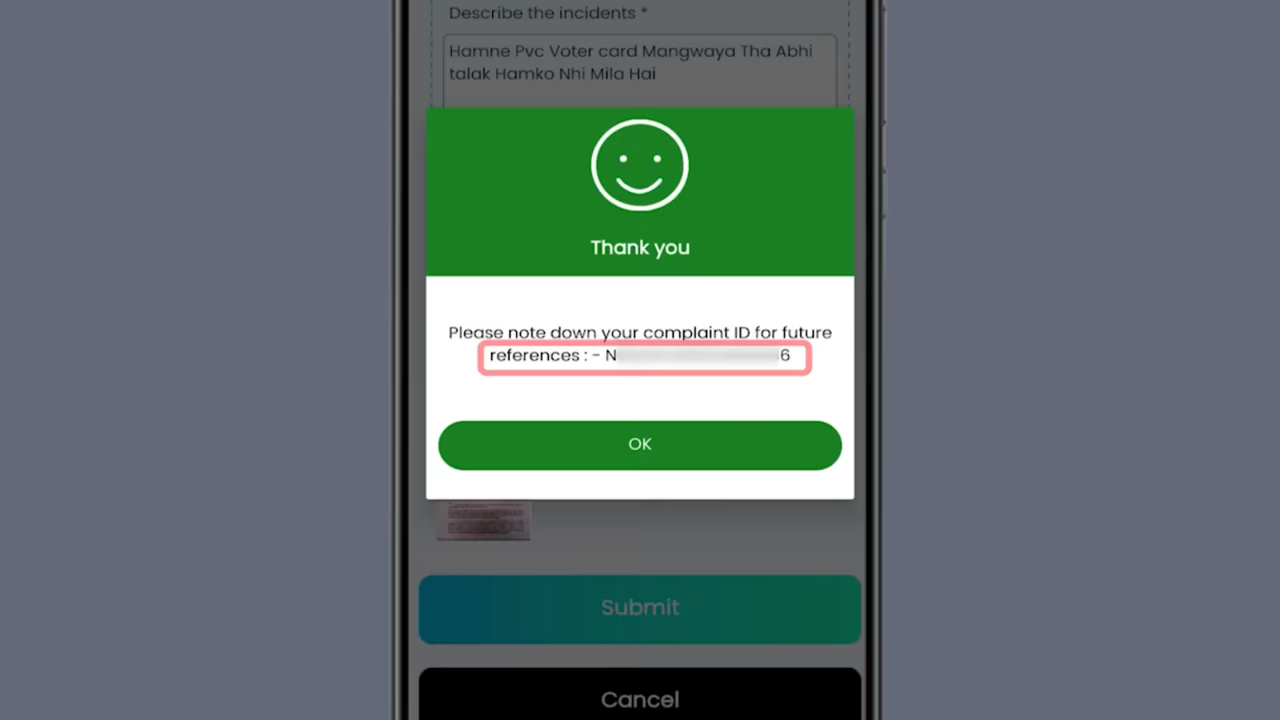 Describe the incidents *
Hamne Pvc Voter card Mangwaya Tha Abhi
talak Hamko Nhi Mila Hai
Thank you
Please note down your complaint ID for future
references : - N 6
OK
Submit
Cancel